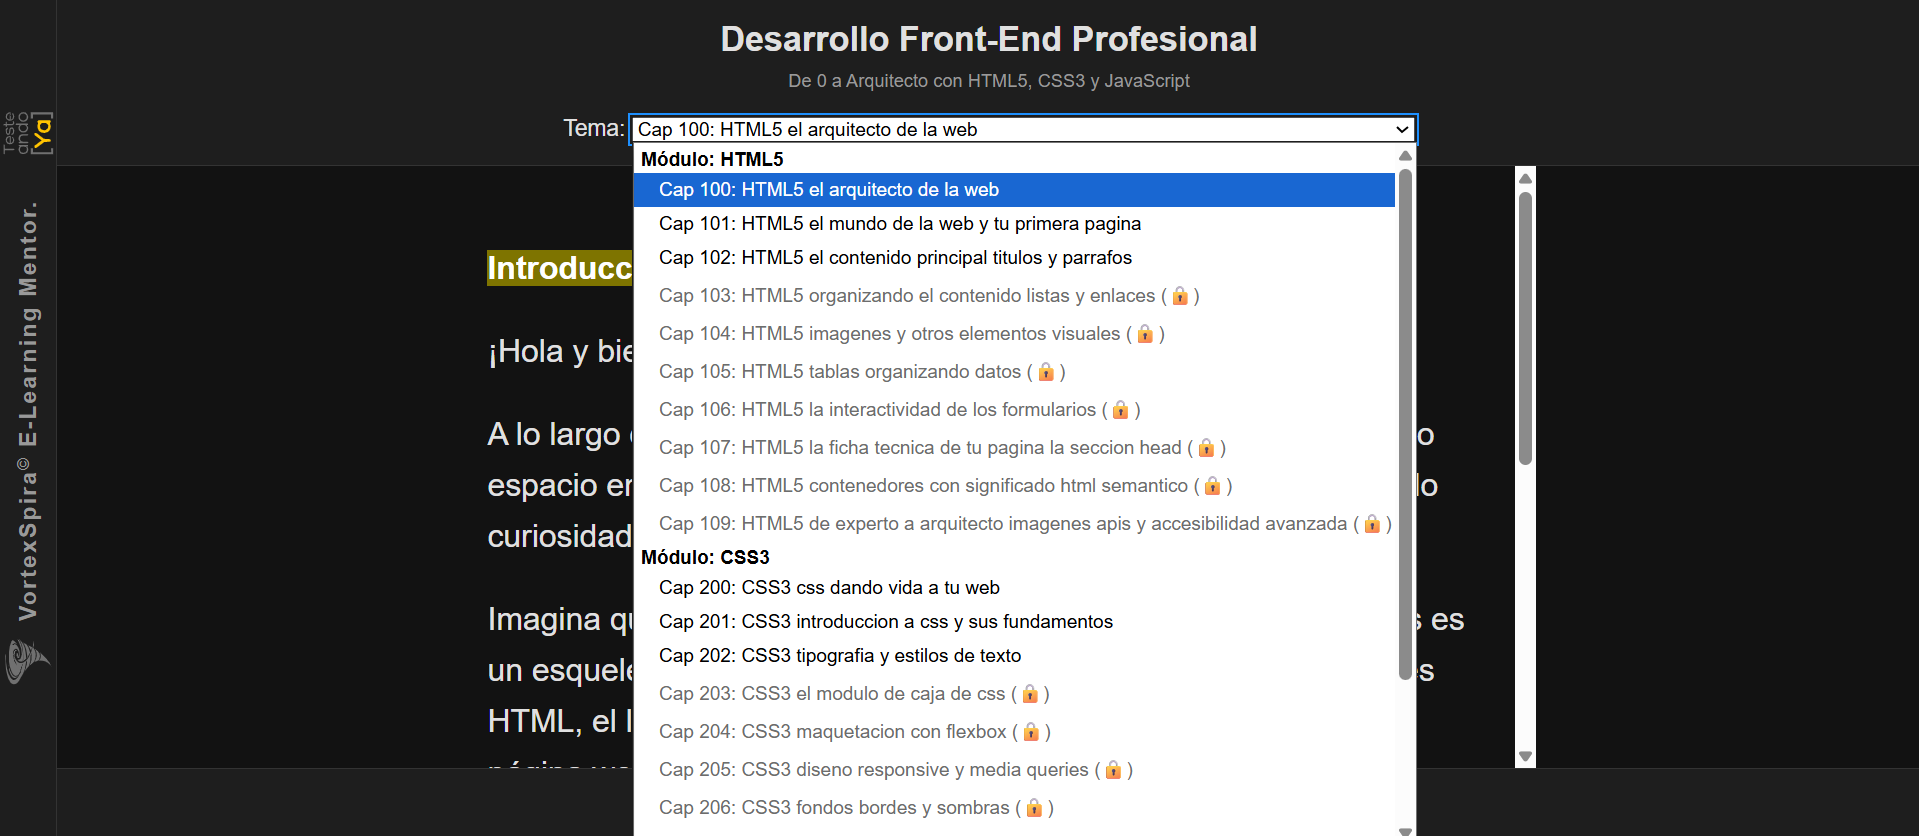 Desarrollo Front-End Profesional
De 0 a Arquitecto con HTML5, CSS3 y JavaScript
Tema: Cap 100: HTML5 el arquitecto de la web
Teste
ando
[Ya]
VortexSpira© E-Learning Mentor.
Módulo: HTML5
Cap 100: HTML5 el arquitecto de la web
Cap 101: HTML5 el mundo de la web y tu primera pagina
Cap 102: HTML5 el contenido principal titulos y parrafos
Cap 103: HTML5 organizando el contenido listas y enlaces (🔒)
Cap 104: HTML5 imagenes y otros elementos visuales (🔒)
Cap 105: HTML5 tablas organizando datos (🔒)
Cap 106: HTML5 la interactividad de los formularios (🔒)
Cap 107: HTML5 la ficha tecnica de tu pagina la seccion head (🔒)
Cap 108: HTML5 contenedores con significado html semantico (🔒)
Cap 109: HTML5 de experto a arquitecto imagenes apis y accesibilidad avanzada (🔒)
Módulo: CSS3
Cap 200: CSS3 css dando vida a tu web
Cap 201: CSS3 introduccion a css y sus fundamentos
Cap 202: CSS3 tipografia y estilos de texto
Cap 203: CSS3 el modulo de caja de css (🔒)
Cap 204: CSS3 maquetacion con flexbox (🔒)
Cap 205: CSS3 diseno responsive y media queries (🔒)
Cap 206: CSS3 fondos bordes y sombras (🔒)
Introducc
¡Hola y bie
A lo largo
espacio
curiosidad
Imagina es
un
HTML, el